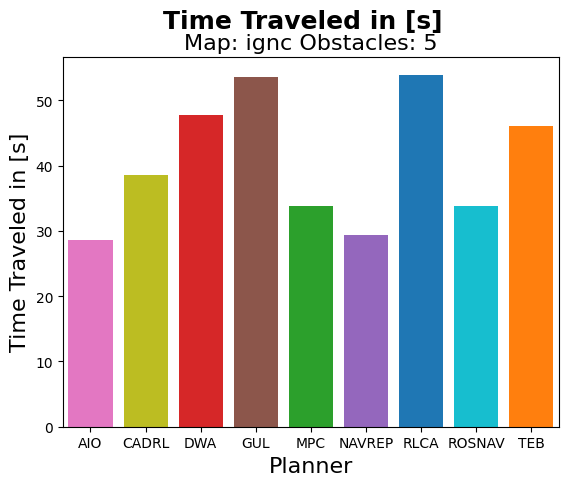 Time Traveled in [s]
Map: ignc Obstacles: 5
Time Traveled in [s]
50
40
30
20
10
0
AIO CADRL DWA GUL MPC NAVREP RLCA ROSNAV TEB
Planner